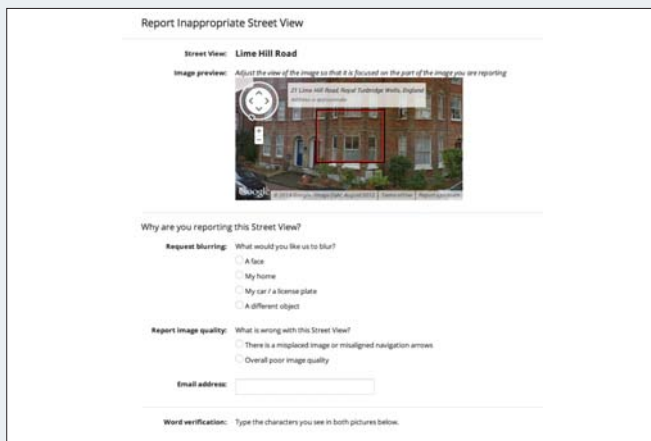 Report Inappropriate Street View
Street View: Lime Hill Road
Image preview: Adjust the view of the image so that it is focused on the part of the image you are reporting
21 Lime Hill Road, Royal Tunbridge Wells, England
Address is approximate
Google
Why are you reporting this Street View?
Request blurring: What would you like us to blur?
A face
My home
My car / a license plate
A different object
Report image quality: What is wrong with this Street View?
There is a misplaced image or misaligned navigation arrows
Overall poor image quality
Email address:
Word verification: Type the characters you see in both pictures below.